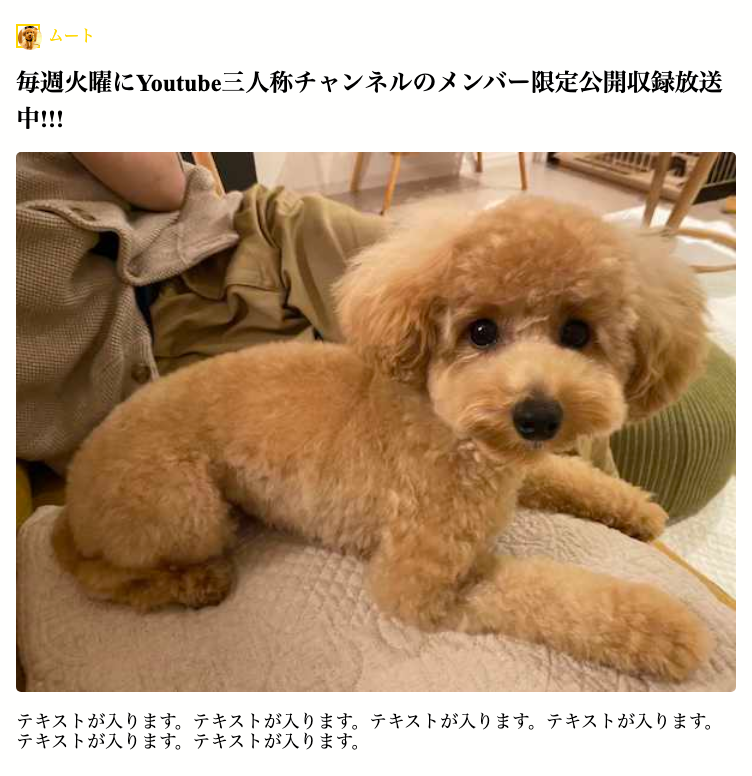 ムート
毎週火曜にYoutube三人称チャンネルのメンバー限定公開収録放送
中!!!
テキストが入ります。テキストが入ります。テキストが入ります。テキストが入ります。
テキストが入ります。テキストが入ります。